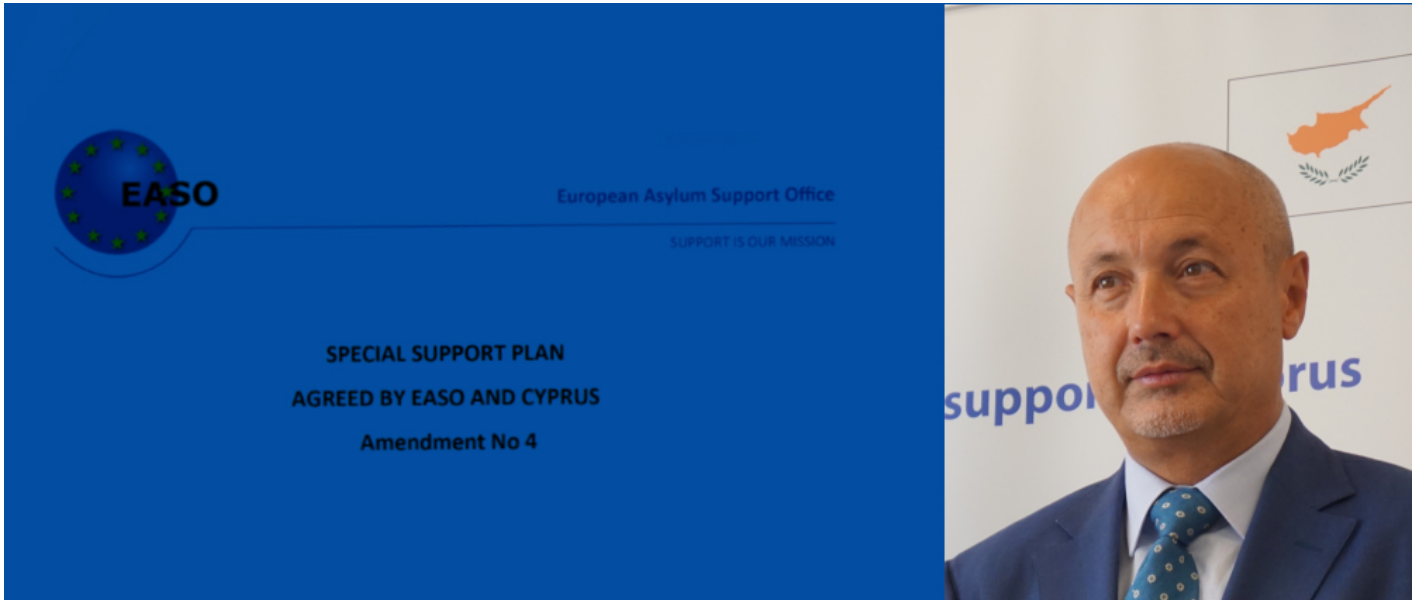 EASO
European Asylum Support Office
SUPPORT IS OUR MISSION
SPECIAL SUPPORT PLAN
AGREED BY EASO AND CYPRUS
Amendment No 4
suppo rus